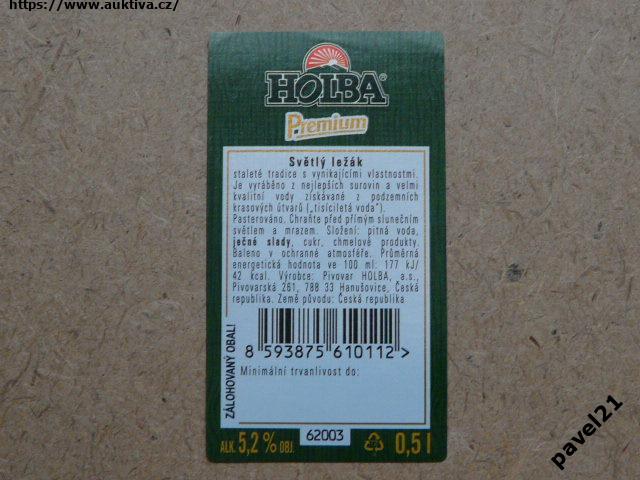 https://www.auktiva.cz/
HOLBA®
Premium
Světlý ležák
staleté tradice s vynikajícími vlastnostmi.
Je vyráběno z nejlepších surovin a velmi
kvalitní vody získávané z podzemních
krasových útvarů („tisíciletá voda").
Pasterováno. Chraňte před přímým slunečním
světlem a mrazem. Složení: pitná voda,
ječné slady, cukr, chmelové produkty.
Baleno v ochranné atmosféře. Průměrná
energetická hodnota ve 100 ml: 177 kJ/
42 kcal. Výrobce: Pivovar HOLBA, a.s.,
Pivovarská 261, 788 33 Hanušovice, Česká
republika. Země původu: Česká republika
ZÁLOHOVANÝ OBAL!
8 593875 610112 >
Minimální trvanlivost do:
62003
ALK. 5,2 % OBJ.
0,5 l
pavel21